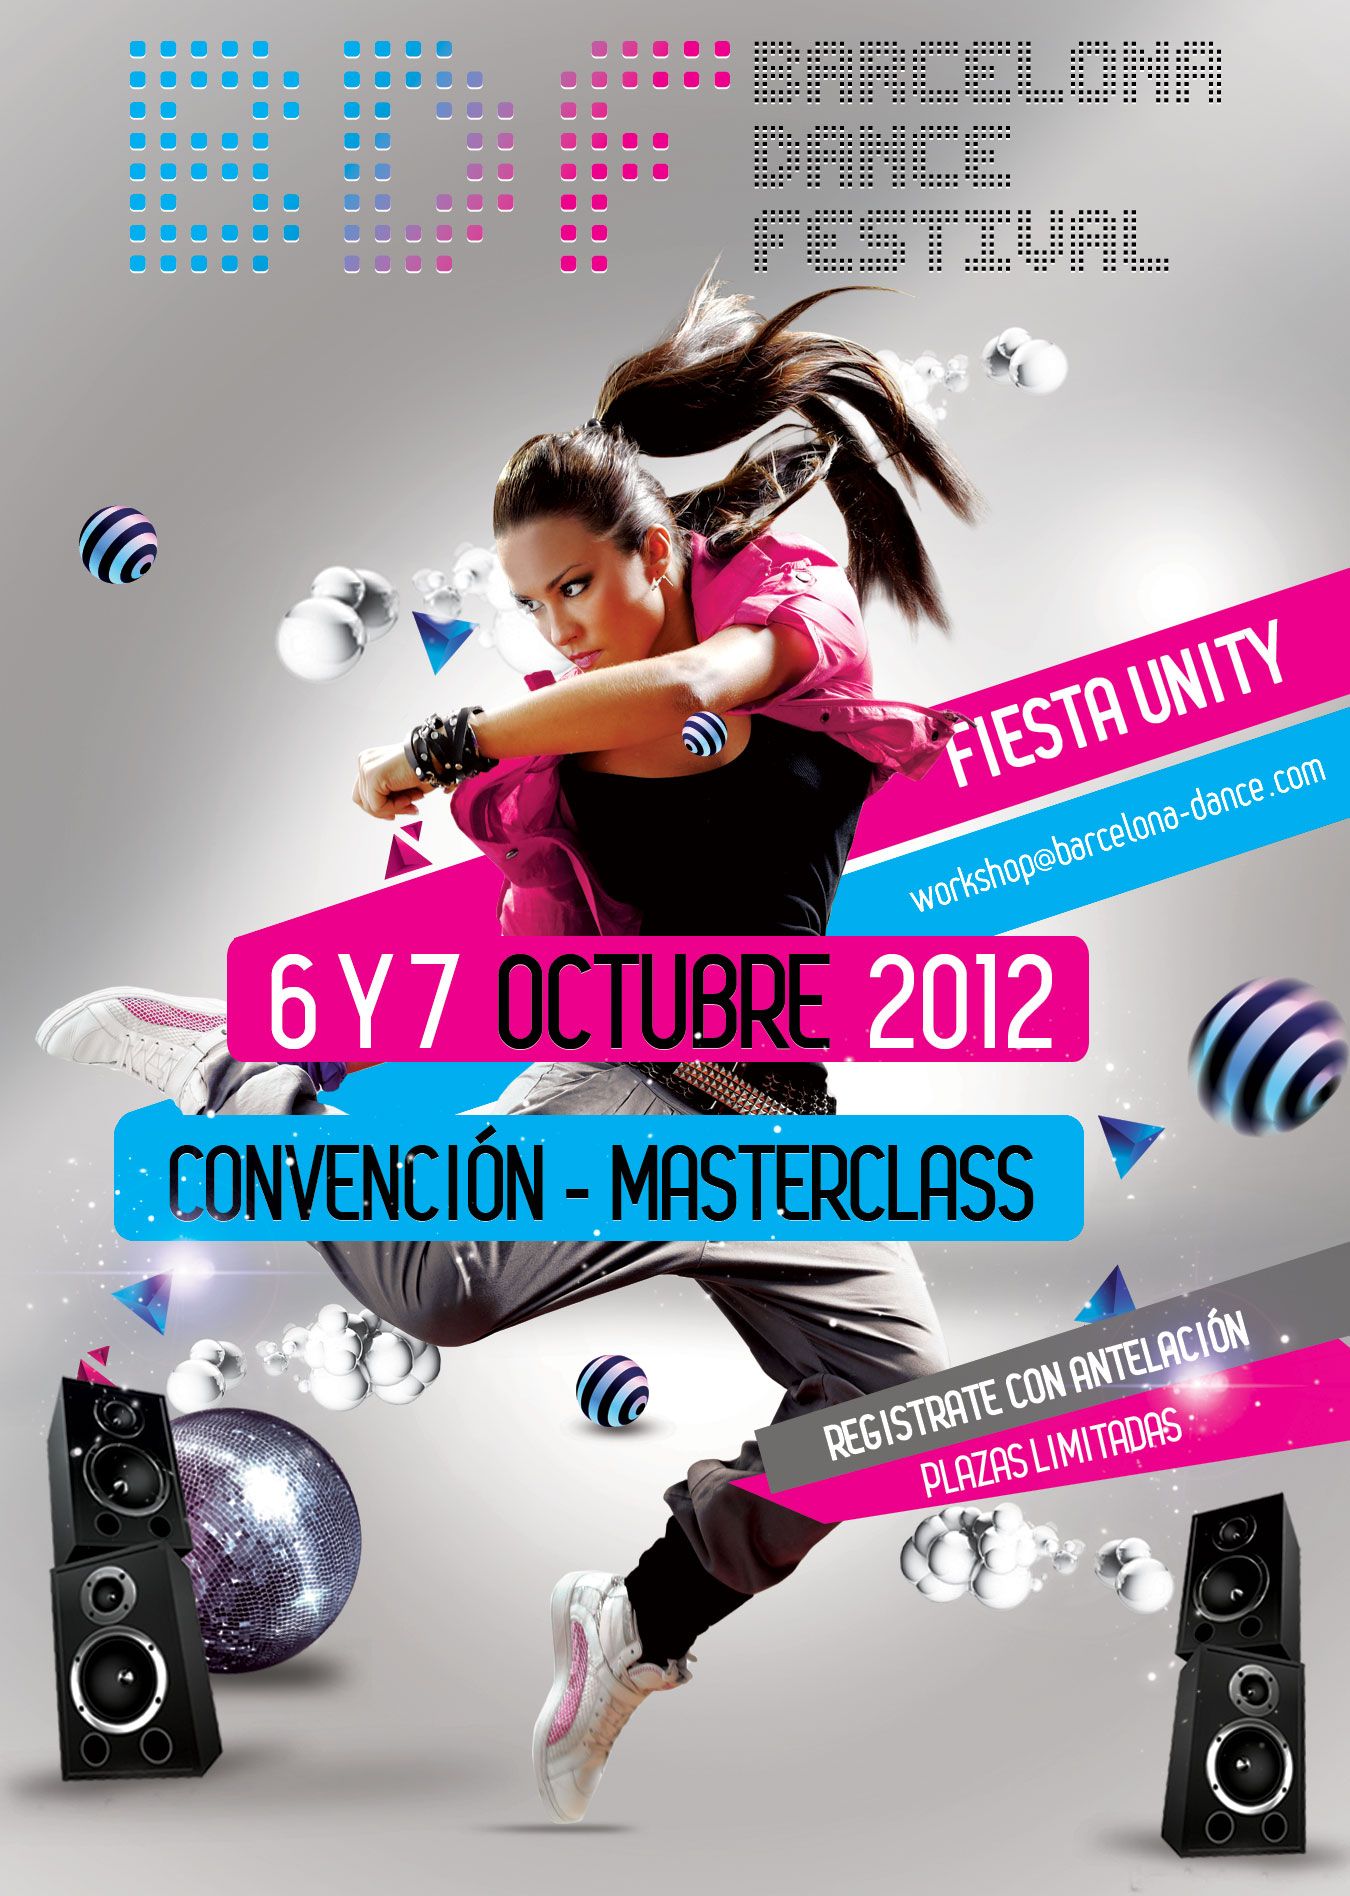 BDF
BARCELONA
DANCE
FESTIVAL
FIESTA UNITY
workshop@barcelona-dance.com
6 Y 7 OCTUBRE 2012
CONVENCIÓN - MASTERCLASS
REGISTRATE CON ANTELACIÓN
PLAZAS LIMITADAS